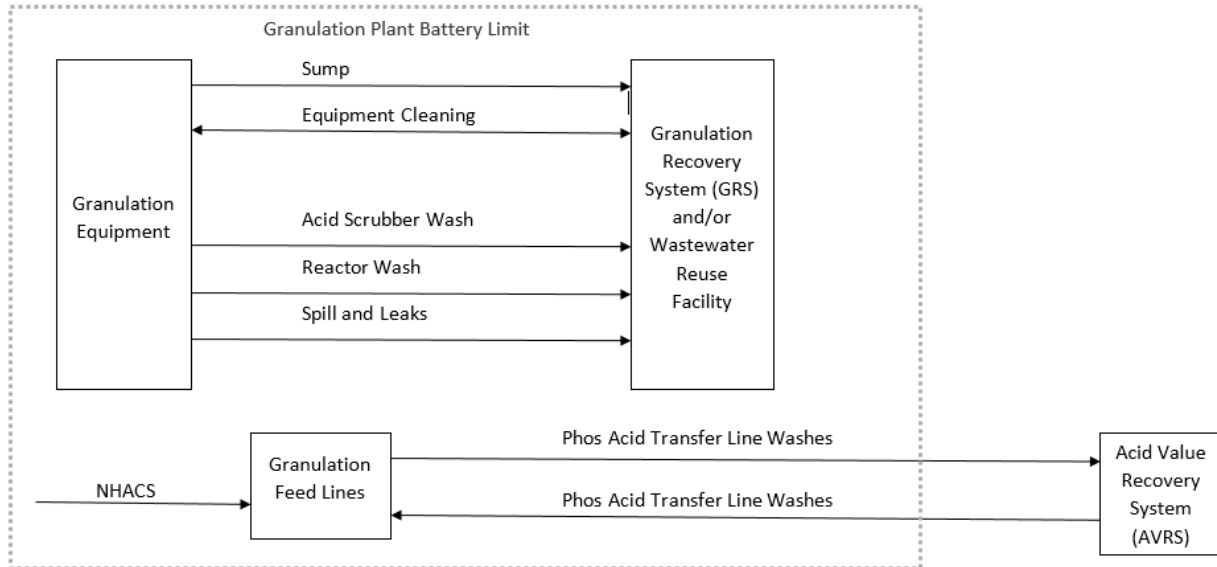 Granulation Plant Battery Limit
Sump
Equipment Cleaning
Granulation
Equipment
Acid Scrubber Wash
Reactor Wash
Spill and Leaks
Granulation
Recovery
System (GRS)
and/or
Wastewater
Reuse
Facility
NHACS
Granulation
Feed Lines
Phos Acid Transfer Line Washes
Phos Acid Transfer Line Washes
Acid Value
Recovery
System
(AVRS)